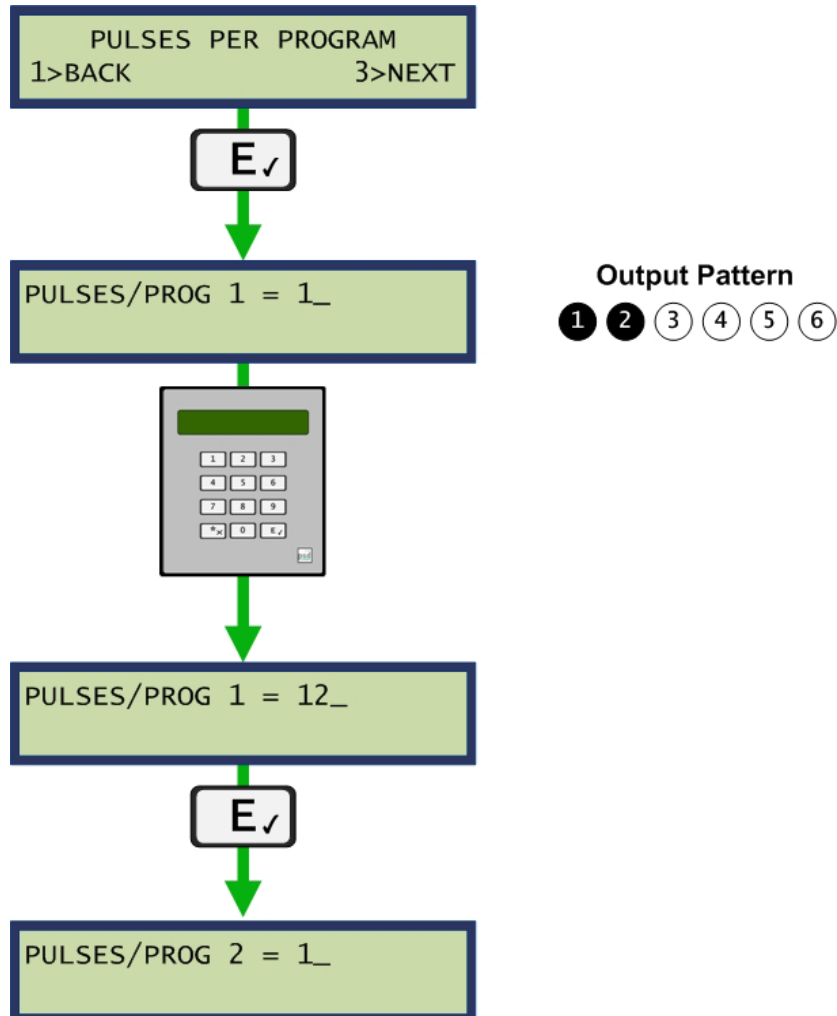 PULSES PER PROGRAM
1>BACK 3>NEXT
E✓
PULSES/PROG 1 = 1_
Output Pattern
1 2 3 4 5 6
1 2 3
4 5 6
7 8 9
*× 0 E✓
psd
PULSES/PROG 1 = 12_
E✓
PULSES/PROG 2 = 1_